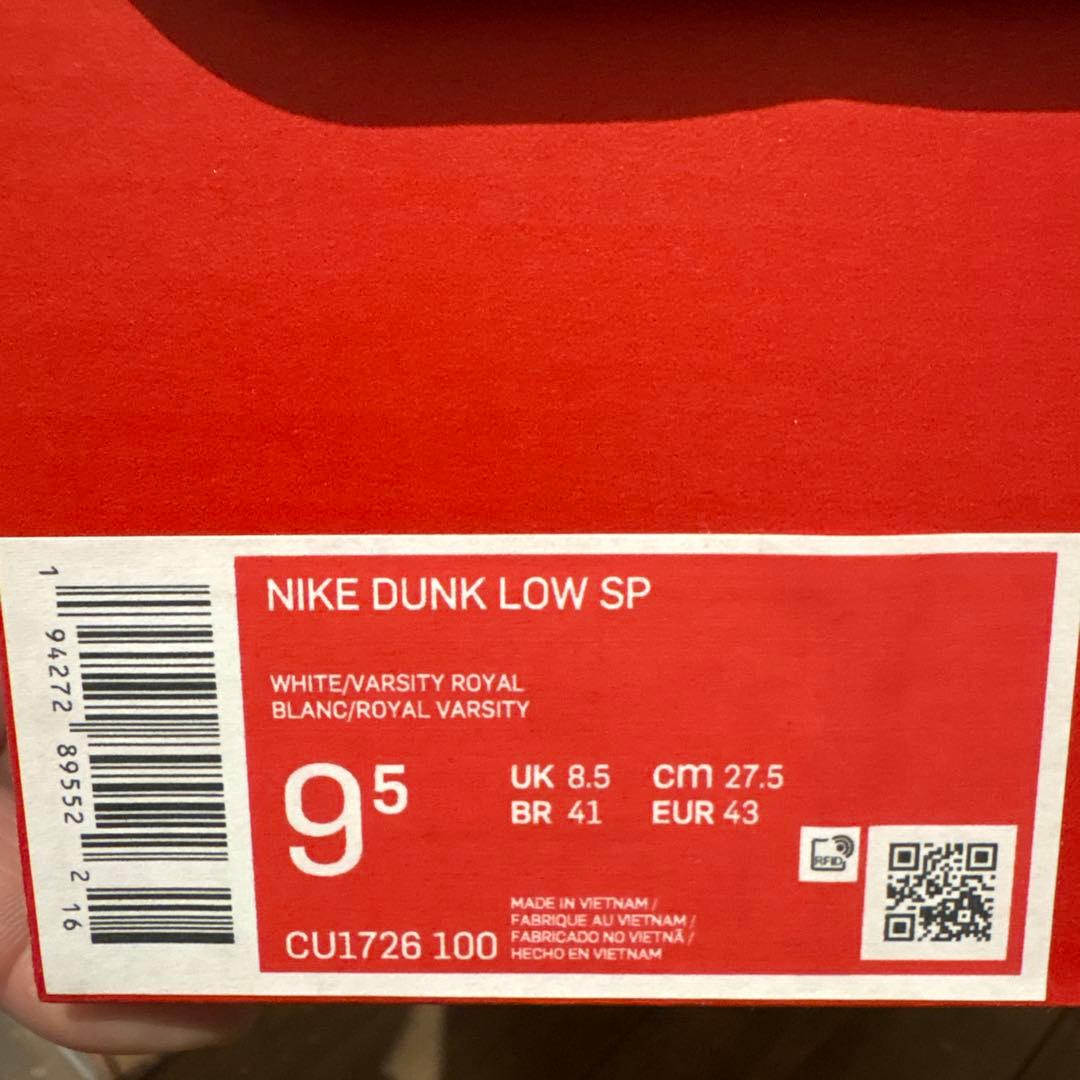 NIKE DUNK LOW SP
WHITE/VARSITY ROYAL
BLANC/ROYAL VARSITY
9⁵
UK 8.5 cm 27.5
BR 41 EUR 43
RFID
MADE IN VIETNAM /
FABRIQUE AU VIETNAM /
FABRICADO NO VIETNÃ /
HECHO EN VIETNAM
CU1726 100
1 94272 89552 2 16